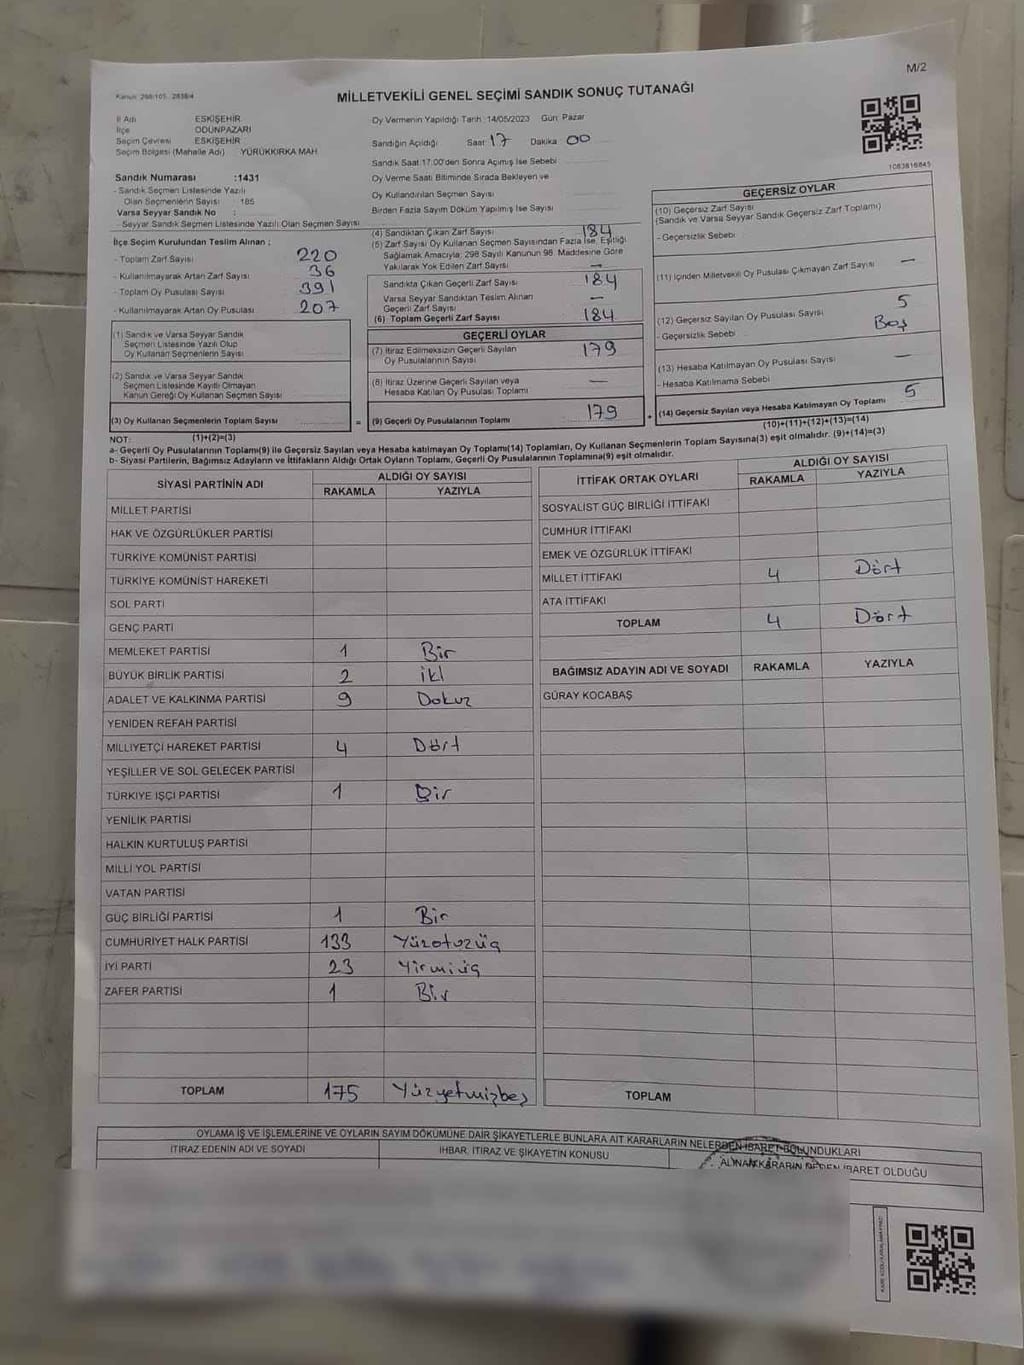 M/2
Kanun: 298/105, 2839/4
MİLLETVEKİLİ GENEL SEÇİMİ SANDIK SONUÇ TUTANAĞI
İl Adı ESKİŞEHİR
İlçe ODUNPAZARI
Seçim Çevresi ESKİŞEHİR
Seçim Bölgesi (Mahalle Adı) YÜRÜKKIRKA MAH.
Sandık Numarası :1431
- Sandık Seçmen Listesinde Yazılı
Olan Seçmenlerin Sayısı 185
Varsa Seyyar Sandık No :
- Seyyar Sandık Seçmen Listesinde Yazılı Olan Seçmen Sayısı
İlçe Seçim Kurulundan Teslim Alınan ;
- Toplam Zarf Sayısı 220
- Kullanılmayarak Artan Zarf Sayısı 36
- Toplam Oy Pusulası Sayısı 391
- Kullanılmayarak Artan Oy Pusulası 207
(1) Sandık ve Varsa Seyyar Sandık
Seçmen Listesinde Yazılı Olup
Oy Kullanan Seçmenlerin Sayısı
(2) Sandık ve Varsa Seyyar Sandık
Seçmen Listesinde Kayıtlı Olmayan
Kanun Gereği Oy Kullanan Seçmen Sayısı
(3) Oy Kullanan Seçmenlerin Toplam Sayısı
(1)+(2)=(3)
Oy Vermenin Yapıldığı Tarih :14/05/2023 Gün: Pazar
Sandığın Açıldığı Saat 17 Dakika 00
Sandık Saat 17:00'den Sonra Açımış İse Sebebi
Oy Verme Saati Bitiminde Sırada Bekleyen ve
Oy Kullandırılan Seçmen Sayısı
Birden Fazla Sayım Döküm Yapılmış İse Sayısı
(4) Sandıktan Çıkan Zarf Sayısı 184
(5) Zarf Sayısı Oy Kullanan Seçmen Sayısından Fazla İse, Eşitliği
Sağlamak Amacıyla; 298 Sayılı Kanunun 98. Maddesine Göre
Yakılarak Yok Edilen Zarf Sayısı —
Sandıkta Çıkan Geçerli Zarf Sayısı 184
Varsa Seyyar Sandıktan Teslim Alınan
Geçerli Zarf Sayısı —
(6) Toplam Geçerli Zarf Sayısı 184
GEÇERLİ OYLAR
(7) İtiraz Edilmeksizin Geçerli Sayılan
Oy Pusulalarının Sayısı 179
(8) İtiraz Üzerine Geçerli Sayılan veya
Hesaba Katılan Oy Pusulası Toplamı —
= (9) Geçerli Oy Pusulalarının Toplamı 179 +
1083816845
GEÇERSİZ OYLAR
(10) Geçersiz Zarf Sayısı
(Sandık ve Varsa Seyyar Sandık Geçersiz Zarf Toplamı)
- Geçersizlik Sebebi
(11) İçinden Milletvekili Oy Pusulası Çıkmayan Zarf Sayısı —
(12) Geçersiz Sayılan Oy Pusulası Sayısı 5
- Geçersizlik Sebebi Boş
(13) Hesaba Katılmayan Oy Pusulası Sayısı —
- Hesaba Katılmama Sebebi
(14) Geçersiz Sayılan veya Hesaba Katılmayan Oy Toplamı 5
(10)+(11)+(12)+(13)=(14)
NOT:
a- Geçerli Oy Pusulalarının Toplamı(9) ile Geçersiz Sayılan veya Hesaba katılmayan Oy Toplamı(14) Toplamları, Oy Kullanan Seçmenlerin Toplam Sayısına(3) eşit olmalıdır. (9)+(14)=(3)
b- Siyasi Partilerin, Bağımsız Adayların ve İttifakların Aldığı Ortak Oyların Toplamı, Geçerli Oy Pusulalarının Toplamına(9) eşit olmalıdır.
SİYASİ PARTİNİN ADI ALDIĞI OY SAYISI
RAKAMLA YAZIYLA
MİLLET PARTİSİ
HAK VE ÖZGÜRLÜKLER PARTİSİ
TÜRKİYE KOMÜNİST PARTİSİ
TÜRKİYE KOMÜNİST HAREKETİ
SOL PARTİ
GENÇ PARTİ
MEMLEKET PARTİSİ 1 Bir
BÜYÜK BİRLİK PARTİSİ 2 ikl
ADALET VE KALKINMA PARTİSİ 9 Dokuz
YENİDEN REFAH PARTİSİ
MİLLİYETÇİ HAREKET PARTİSİ 4 Dört
YEŞİLLER VE SOL GELECEK PARTİSİ
TÜRKİYE İŞÇİ PARTİSİ 1 Bir
YENİLİK PARTİSİ
HALKIN KURTULUŞ PARTİSİ
MİLLİ YOL PARTİSİ
VATAN PARTİSİ
GÜÇ BİRLİĞİ PARTİSİ 1 Bir
CUMHURİYET HALK PARTİSİ 133 Yüzotuzüç
İYİ PARTİ 23 Yirmiüç
ZAFER PARTİSİ 1 Bir
TOPLAM 175 Yüzyetmişbeş
İTTİFAK ORTAK OYLARI ALDIĞI OY SAYISI
RAKAMLA YAZIYLA
SOSYALİST GÜÇ BİRLİĞİ İTTİFAKI
CUMHUR İTTİFAKI
EMEK VE ÖZGÜRLÜK İTTİFAKI
MİLLET İTTİFAKI 4 Dört
ATA İTTİFAKI
TOPLAM 4 Dört
BAĞIMSIZ ADAYIN ADI VE SOYADI RAKAMLA YAZIYLA
GÜRAY KOCABAŞ
TOPLAM
OYLAMA İŞ VE İŞLEMLERİNE VE OYLARIN SAYIM DÖKÜMÜNE DAİR ŞİKAYETLERLE BUNLARA AİT KARARLARIN NELERDEN İBARET BULUNDUKLARI
İTİRAZ EDENİN ADI VE SOYADI İHBAR, İTİRAZ VE ŞİKAYETİN KONUSU ALINAN KARARIN NEDEN İBARET OLDUĞU